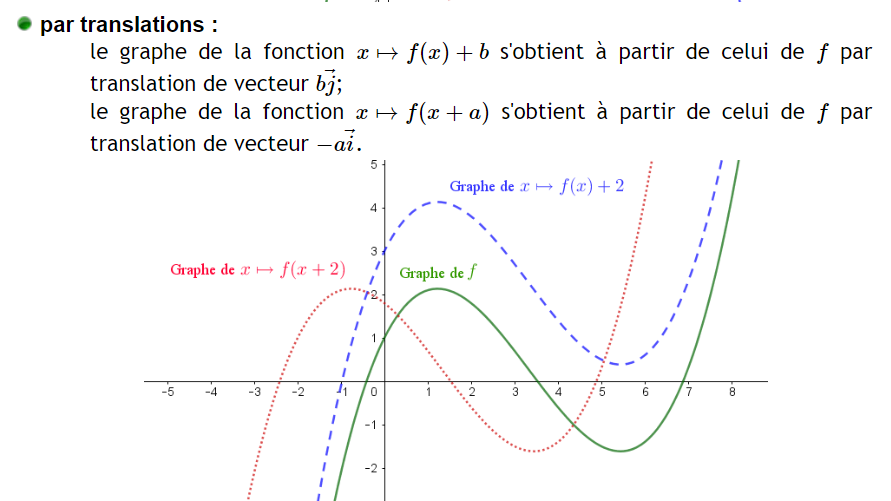 par translations :
le graphe de la fonction x ↦ f(x) + b s'obtient à partir de celui de f par
translation de vecteur bj⃗;
le graphe de la fonction x ↦ f(x + a) s'obtient à partir de celui de f par
translation de vecteur −ai⃗.
5
Graphe de x ↦ f(x) + 2
4
3
Graphe de x ↦ f(x + 2)
Graphe de f
2
1
-5 -4 -3 -2 -1 0 1 2 3 4 5 6 7 8
-1
-2